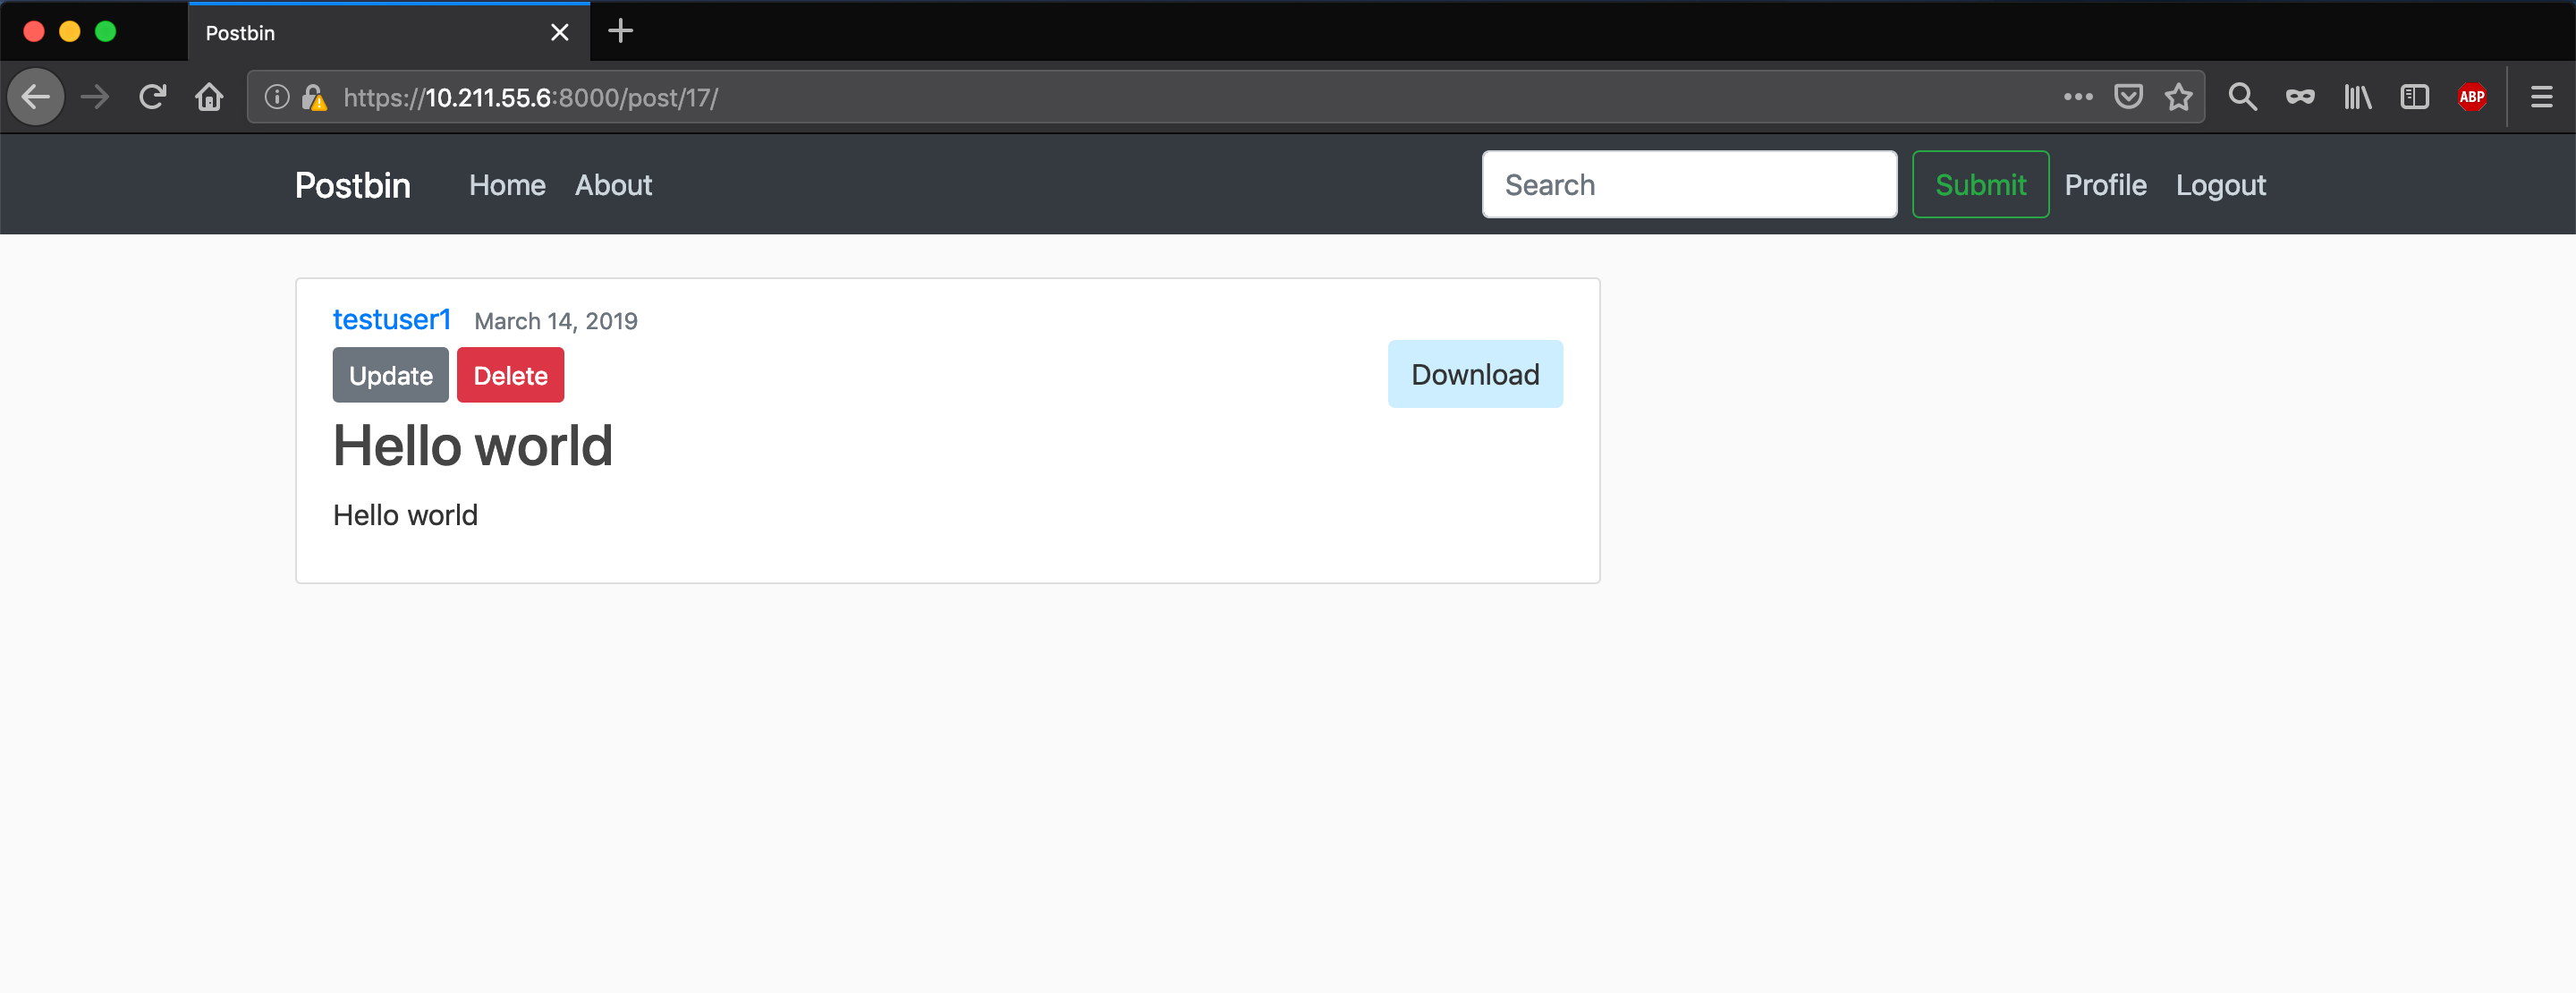 Postbin
https://10.211.55.6:8000/post/17/
ABP
Postbin Home About Search Submit Profile Logout
testuser1 March 14, 2019
Update Delete Download
Hello world
Hello world